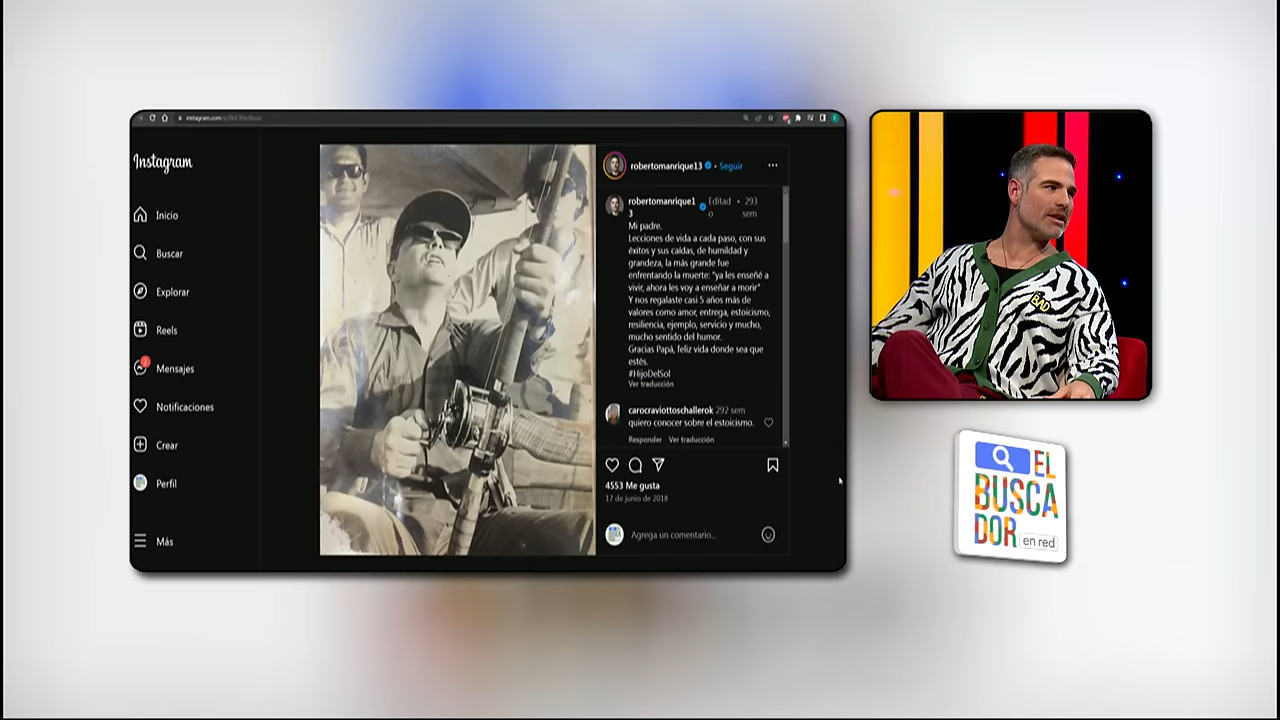 Instagram
Inicio
Buscar
Explorar
Reels
2
Mensajes
Notificaciones
Crear
Perfil
Más
robertomanrique13 • Seguir
robertomanrique1
3
Editad
o
• 293
sem
Mi padre.
Lecciones de vida a cada paso, con sus
éxitos y sus caídas, de humildad y
grandeza, la más grande fue
enfrentando la muerte: "ya les enseñé a
vivir, ahora les voy a enseñar a morir"
Y nos regalaste casi 5 años más de
valores como amor, entrega, estoicismo,
resiliencia, ejemplo, servicio y mucho,
mucho sentido del humor.
Gracias Papá, feliz vida donde sea que
estés.
#HijoDelSol
Ver traducción
carocraviottoschallerok 292 sem
quiero conocer sobre el estoicismo.
Responder Ver traducción
4553 Me gusta
17 de junio de 2018
Agrega un comentario...
BAD
EL
BUSCA
DOR en red